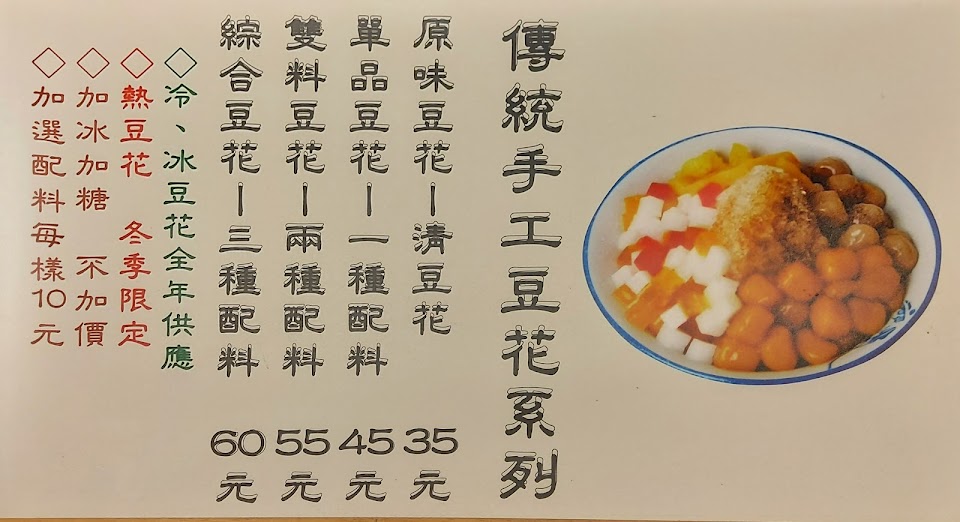 傳統手工豆花系列
原味豆花－清豆花 35元
單品豆花－一種配料 45元
雙料豆花－兩種配料 55元
綜合豆花－三種配料 60元
◇冷、冰豆花全年供應
◇熱豆花 冬季限定
◇加冰加糖 不加價
◇加選配料每樣10元